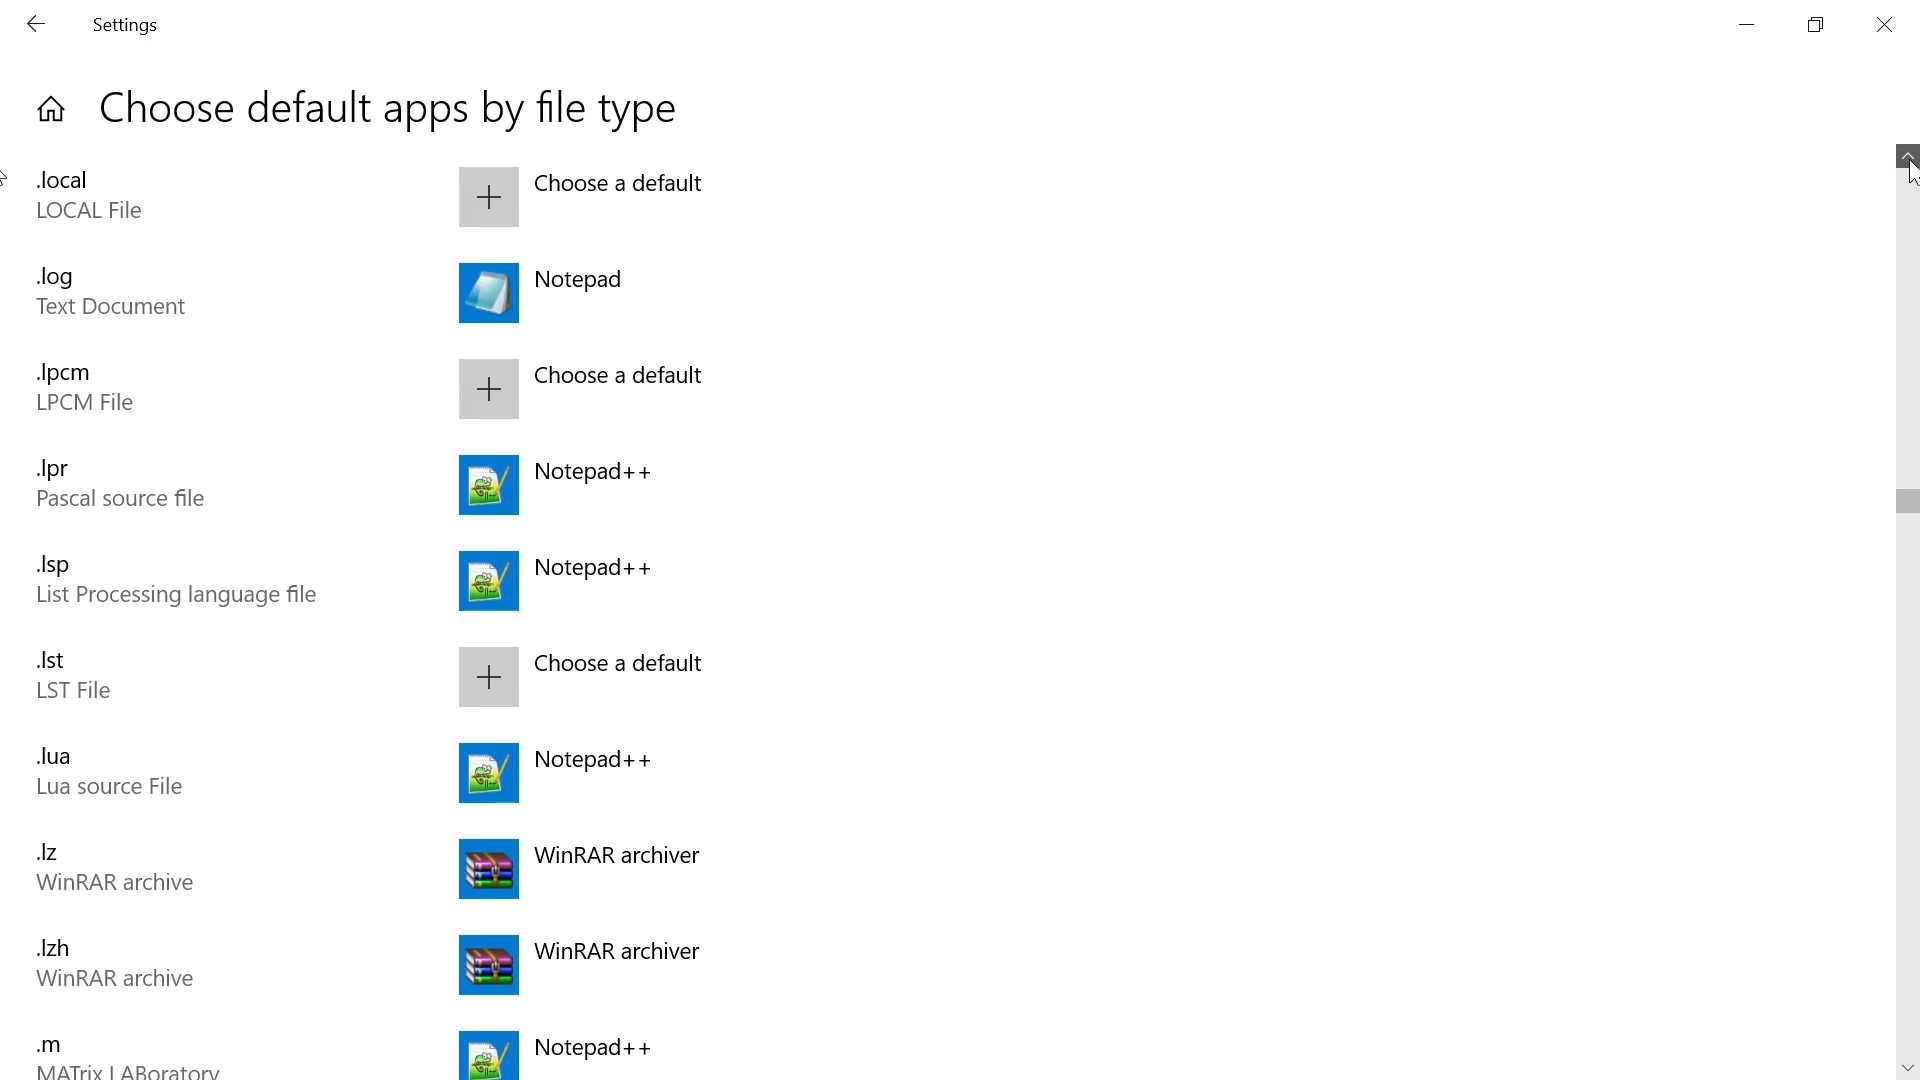 Settings
Choose default apps by file type
.local
LOCAL File
Choose a default
.log
Text Document
Notepad
.lpcm
LPCM File
Choose a default
.lpr
Pascal source file
Notepad++
.lsp
List Processing language file
Notepad++
.lst
LST File
Choose a default
.lua
Lua source File
Notepad++
.lz
WinRAR archive
WinRAR archiver
.lzh
WinRAR archive
WinRAR archiver
.m
MATrix LABoratory
Notepad++